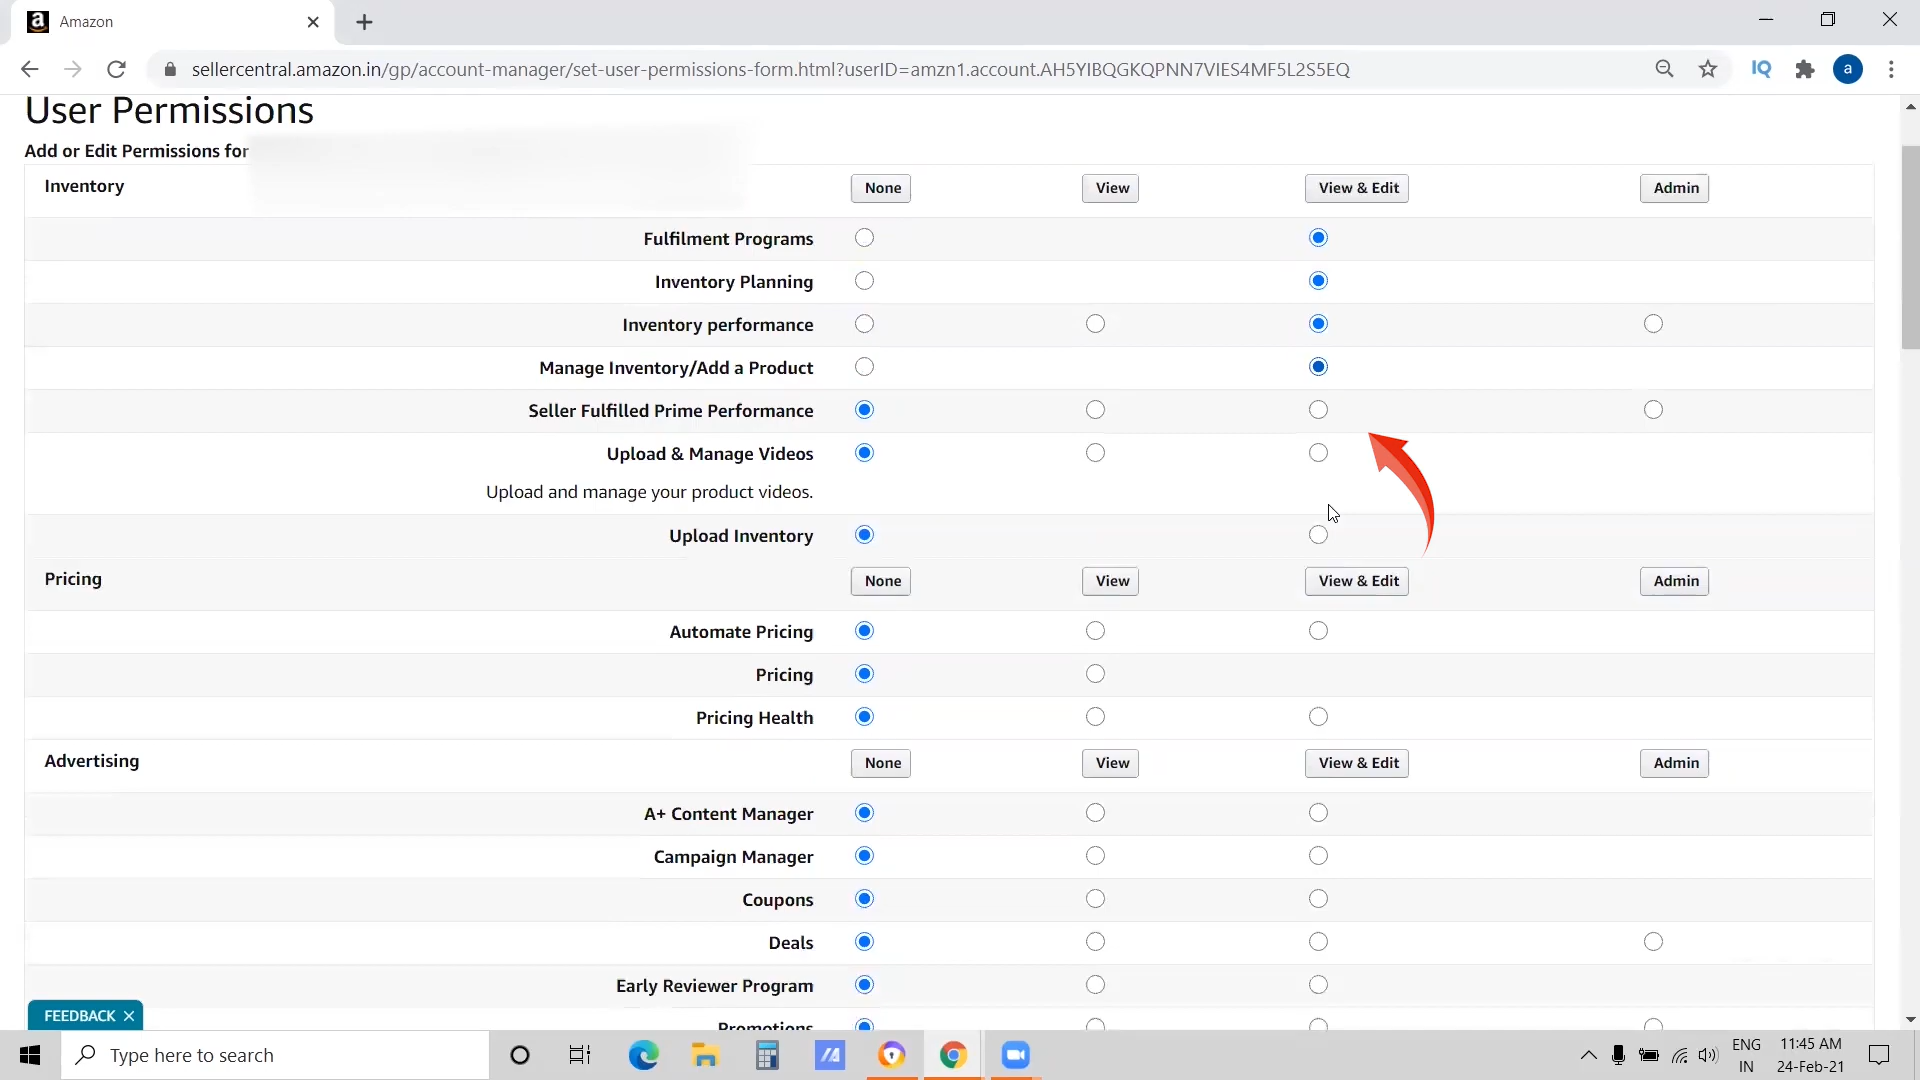 Amazon
sellercentral.amazon.in/gp/account-manager/set-user-permissions-form.html?userID=amzn1.account.AH5YIBQGKQPNN7VIES4MF5L2S5EQ
IQ
a
User Permissions
Add or Edit Permissions for
Inventory None View View & Edit Admin
Fulfilment Programs
Inventory Planning
Inventory performance
Manage Inventory/Add a Product
Seller Fulfilled Prime Performance
Upload & Manage Videos
Upload and manage your product videos.
Upload Inventory
Pricing None View View & Edit Admin
Automate Pricing
Pricing
Pricing Health
Advertising None View View & Edit Admin
A+ Content Manager
Campaign Manager
Coupons
Deals
Early Reviewer Program
Promotions
FEEDBACK
Type here to search
ENG
IN
11:45 AM
24-Feb-21